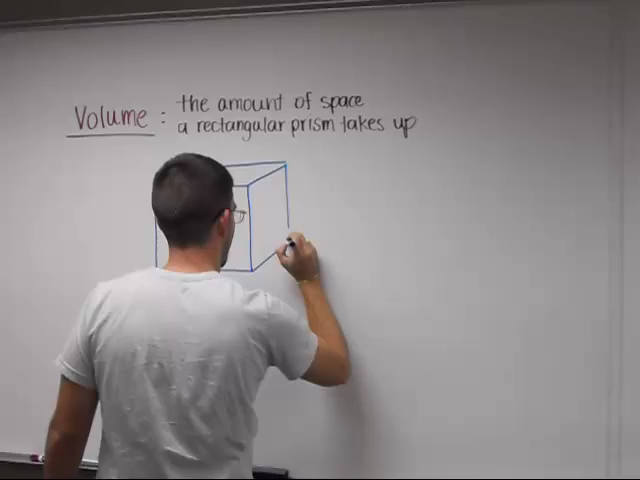 Volume : the amount of space
a rectangular prism takes up